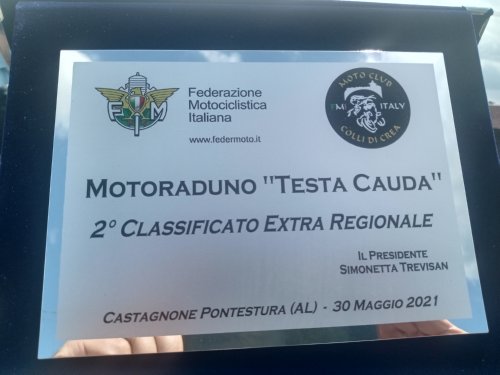 FMI
Federazione
Motociclistica
Italiana
www.federmoto.it
MOTO CLUB
FMI ITALY
COLLI DI CREA
MOTORADUNO "TESTA CAUDA"
2° CLASSIFICATO EXTRA REGIONALE
IL PRESIDENTE
SIMONETTA TREVISAN
CASTAGNONE PONTESTURA (AL) - 30 MAGGIO 2021